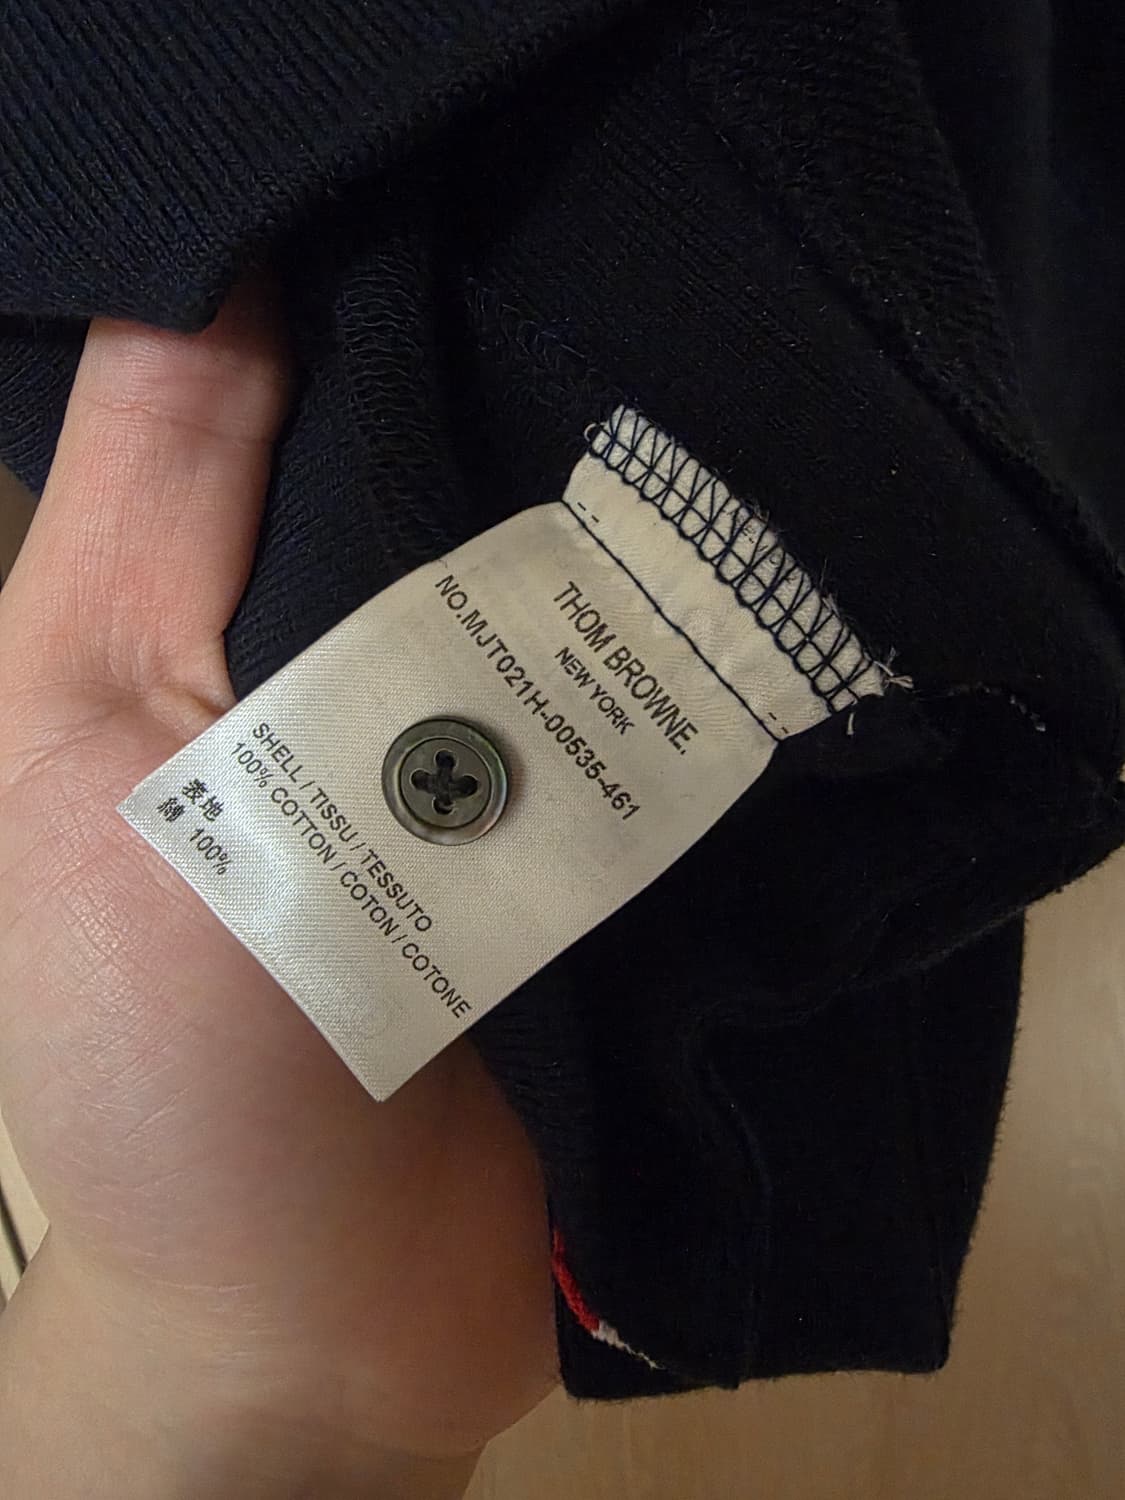 THOM BROWNE.
NEW YORK
NO.MJT021H-00535-461
SHELL / TISSU / TESSUTO
100% COTTON / COTON / COTONE
表地
綿 100%